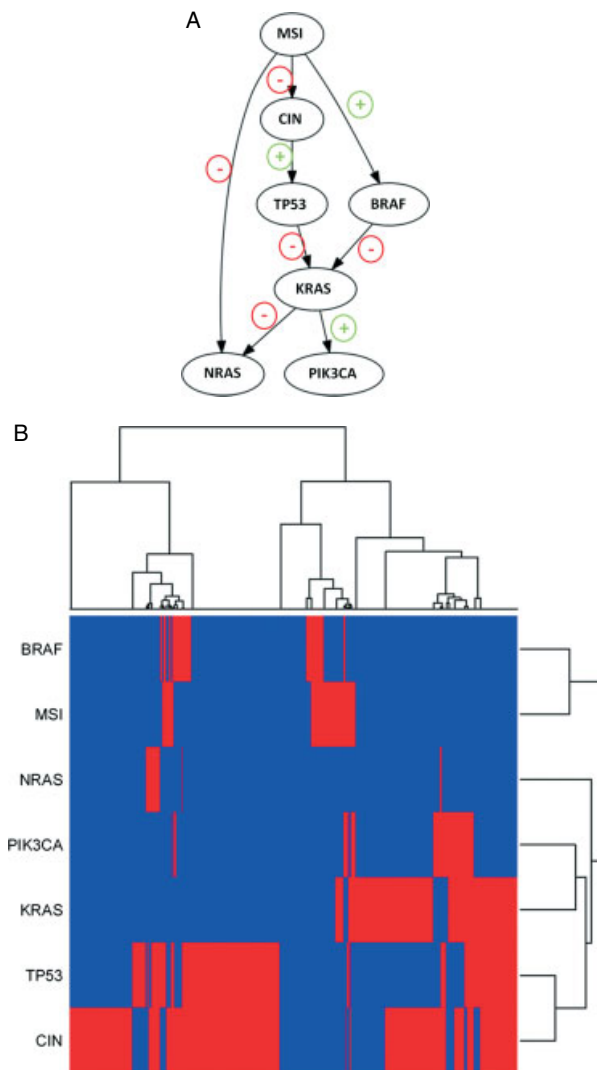 A
MSI
-
+
CIN
-
+
TP53
BRAF
-
-
KRAS
-
+
NRAS
PIK3CA
B
BRAF
MSI
NRAS
PIK3CA
KRAS
TP53
CIN